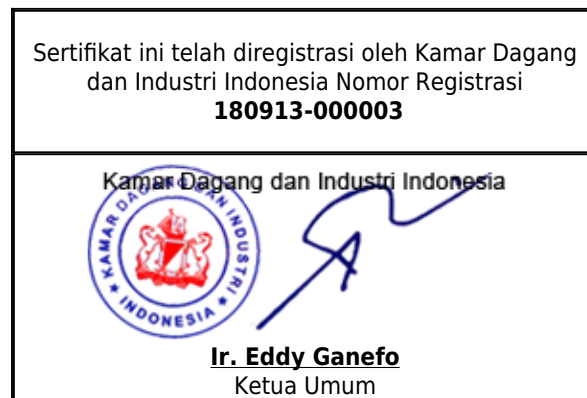 Sertifikat ini telah diregistrasi oleh Kamar Dagang
dan Industri Indonesia Nomor Registrasi
180913-000003
Kamar Dagang dan Industri Indonesia
KAMAR DAGANG DAN INDUSTRI
INDONESIA
Ir. Eddy Ganefo
Ketua Umum